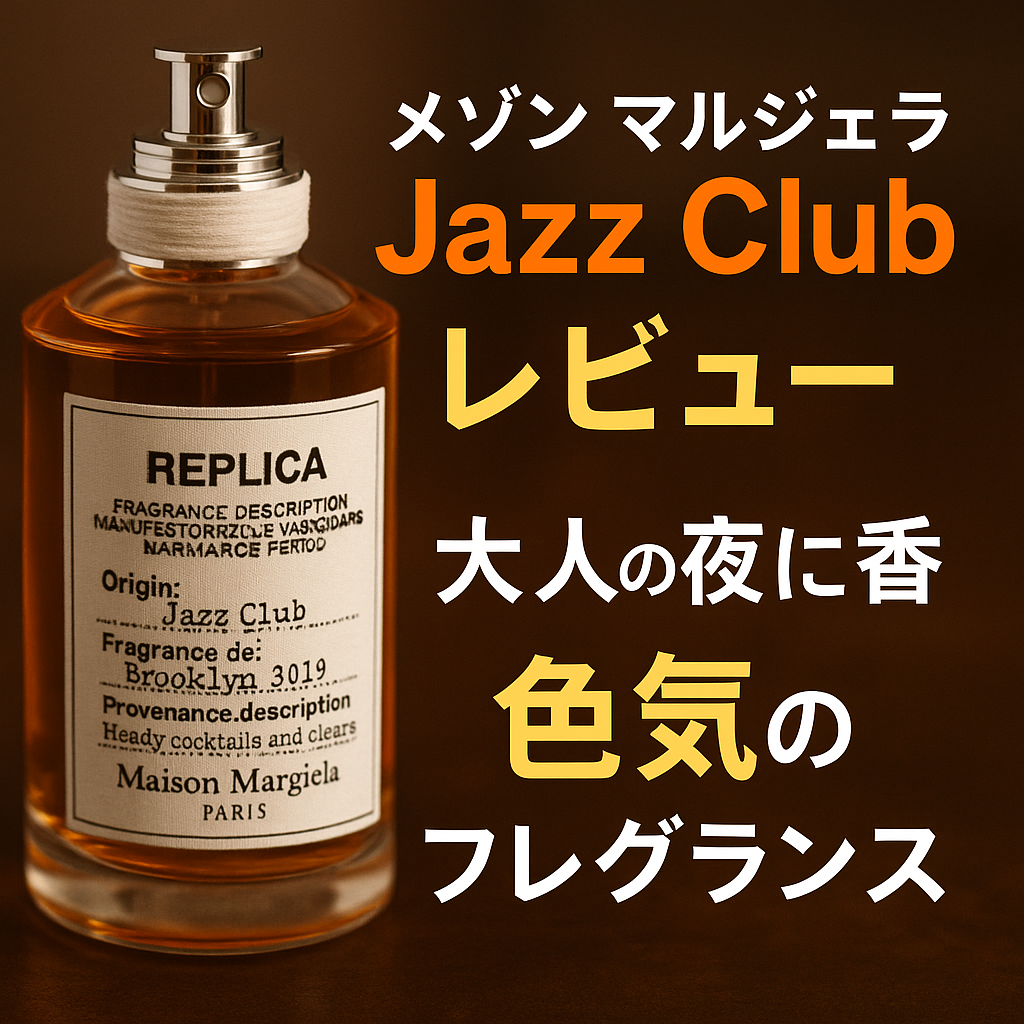 メゾン マルジェラ
Jazz Club
レビュー
大人の夜に香
色気の
フレグランス
REPLICA
FRAGRANCE DESCRIPTION
Origin:
Jazz Club
Fragrance de:
Brooklyn 3019
Provenance.description
Heady cocktails and clears
Maison Margiela
PARIS